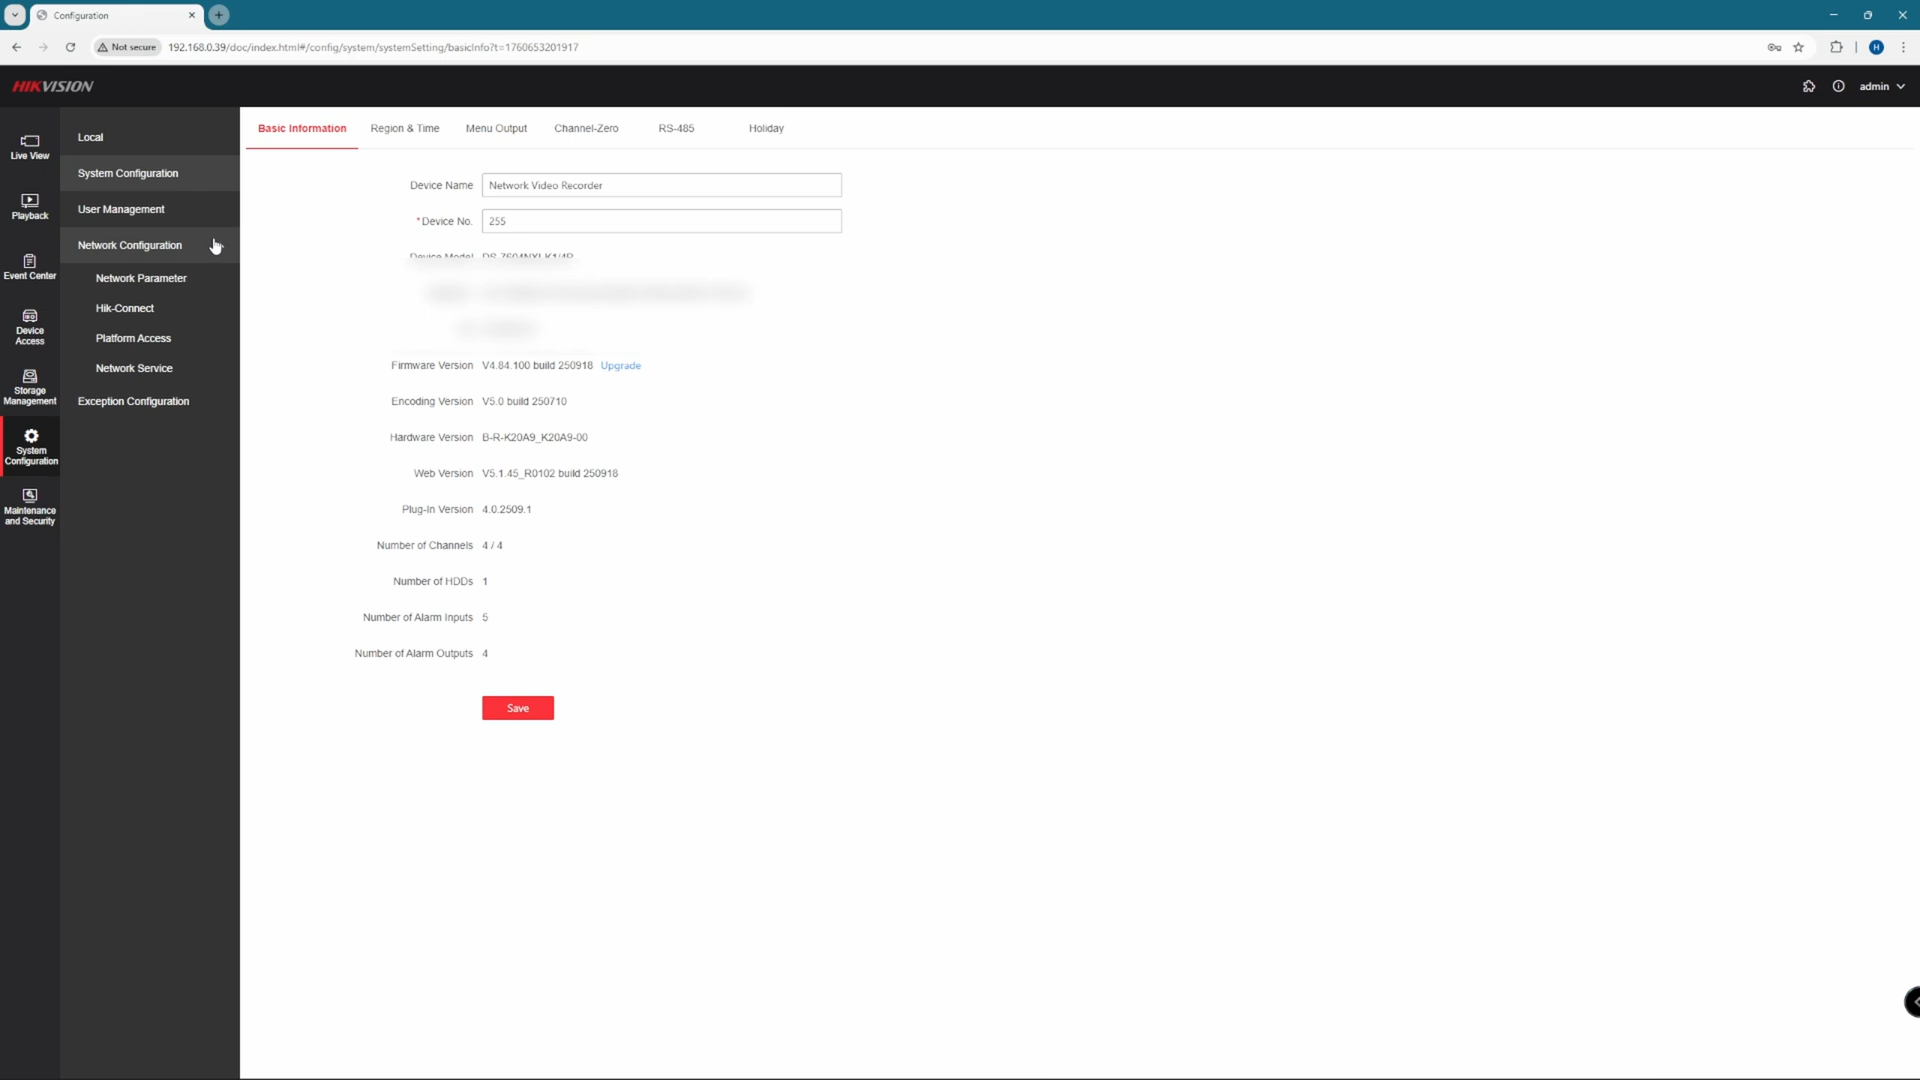 Configuration
Not secure
192.168.0.39/doc/index.html#/config/system/systemSetting/basicInfo?t=1760653201917
H
HIKVISION
admin
Live View
Playback
Event Center
Device
Access
Storage
Management
System
Configuration
Maintenance
and Security
Local
System Configuration
User Management
Network Configuration
Network Parameter
Hik-Connect
Platform Access
Network Service
Exception Configuration
Basic Information Region & Time Menu Output Channel-Zero RS-485 Holiday
Device Name Network Video Recorder
*Device No. 255
Device Model
Firmware Version V4.84.100 build 250918 Upgrade
Encoding Version V5.0 build 250710
Hardware Version B-R-K20A9_K20A9-00
Web Version V5.1.45_R0102 build 250918
Plug-In Version 4.0.2509.1
Number of Channels 4 / 4
Number of HDDs 1
Number of Alarm Inputs 5
Number of Alarm Outputs 4
Save